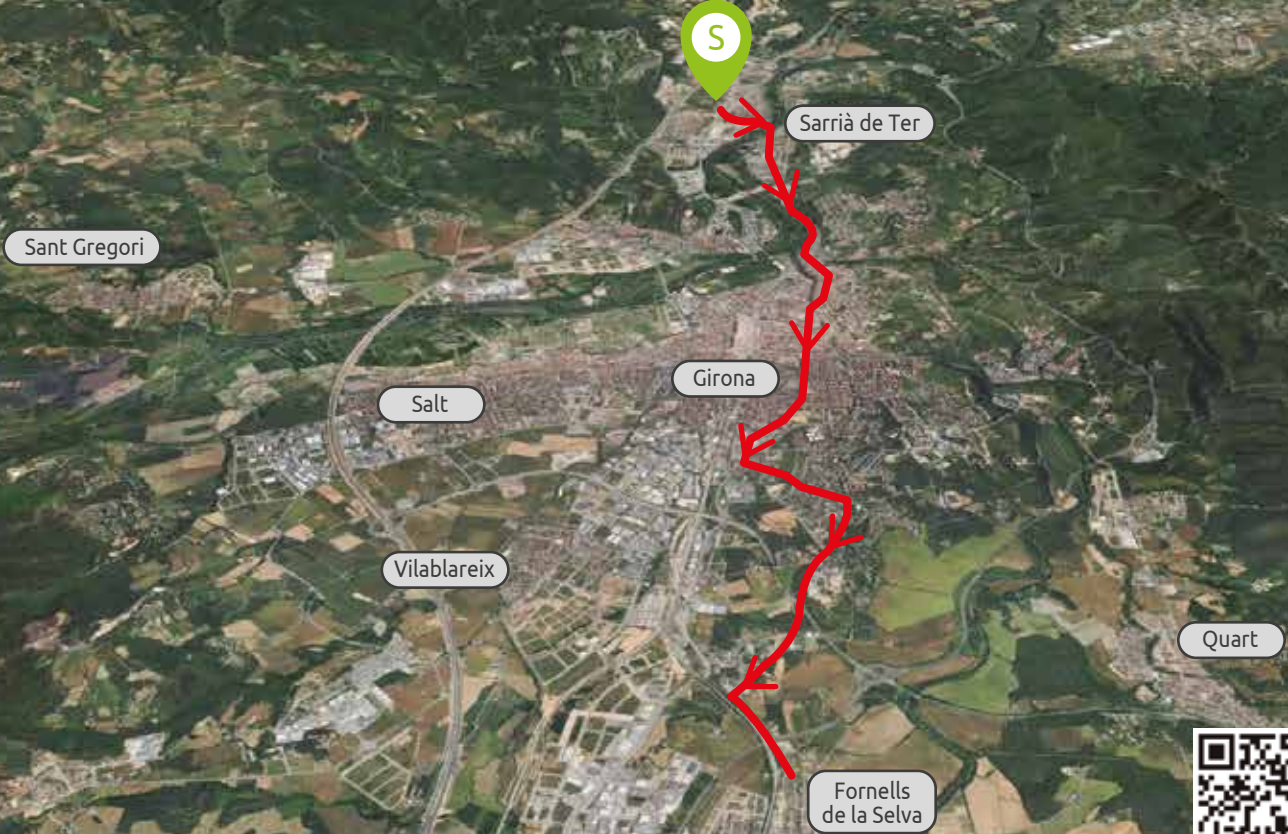 S
Sarrià de Ter
Sant Gregori
Girona
Salt
Vilablareix
Quart
Fornells
de la Selva